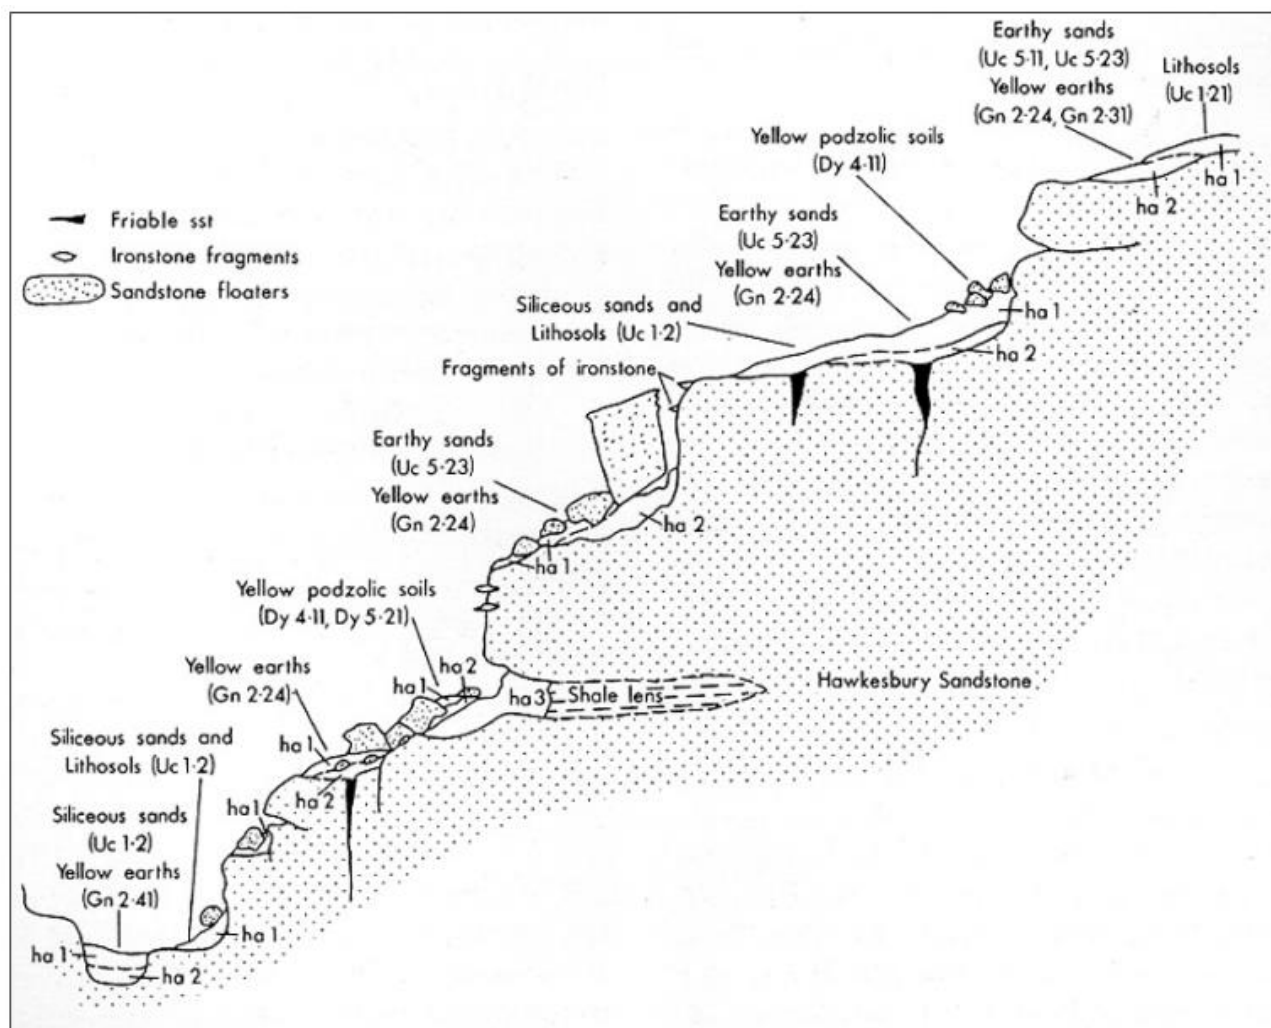 Earthy sands
(Uc 5·11, Uc 5·23)
Yellow earths
(Gn 2·24, Gn 2·31)
Lithosols
(Uc 1·21)
ha 1
ha 2
Yellow podzolic soils
(Dy 4·11)
Earthy sands
(Uc 5·23)
Yellow earths
(Gn 2·24)
ha 1
ha 2
Friable sst
Ironstone fragments
Sandstone floaters
Siliceous sands and
Lithosols (Uc 1·2)
Fragments of ironstone
Earthy sands
(Uc 5·23)
Yellow earths
(Gn 2·24)
ha 2
ha 1
Yellow podzolic soils
(Dy 4·11, Dy 5·21)
ha 2
ha 1
ha 3
Shale lens
Hawkesbury Sandstone
Yellow earths
(Gn 2·24)
ha 1
ha 2
ha 1
Siliceous sands and
Lithosols (Uc 1·2)
Siliceous sands
(Uc 1·2)
Yellow earths
(Gn 2·41)
ha 1
ha 1
ha 2